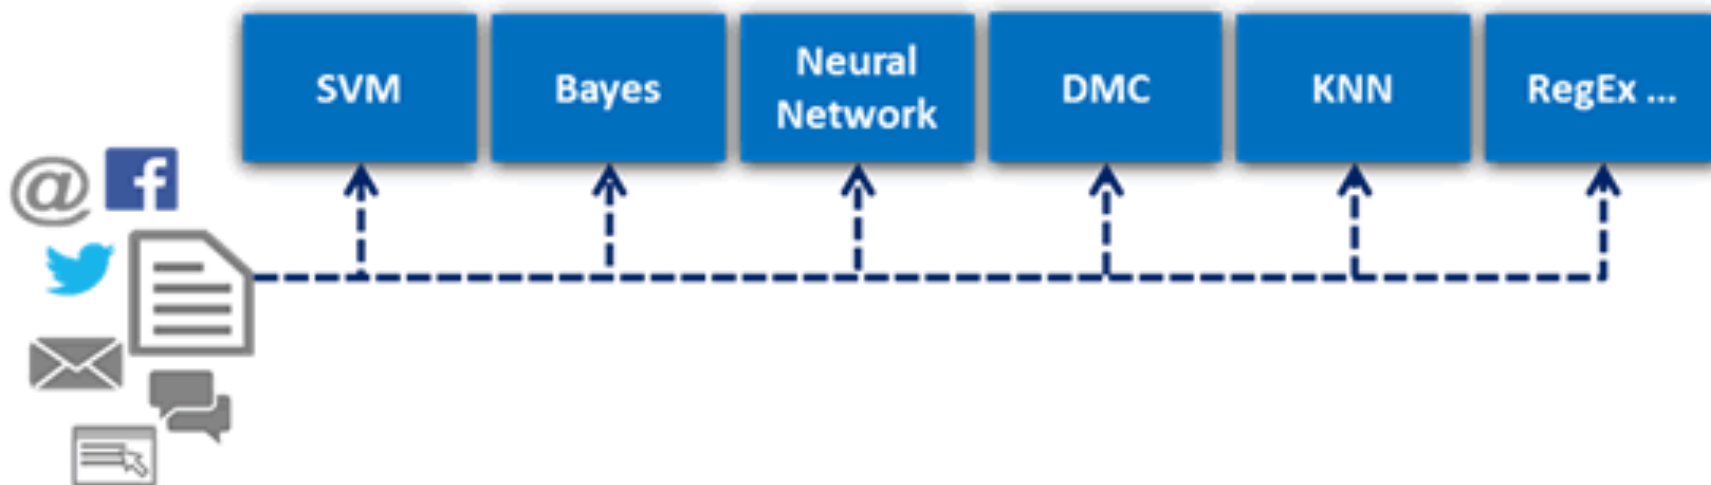 SVM
Bayes
Neural
Network
DMC
KNN
RegEx ...